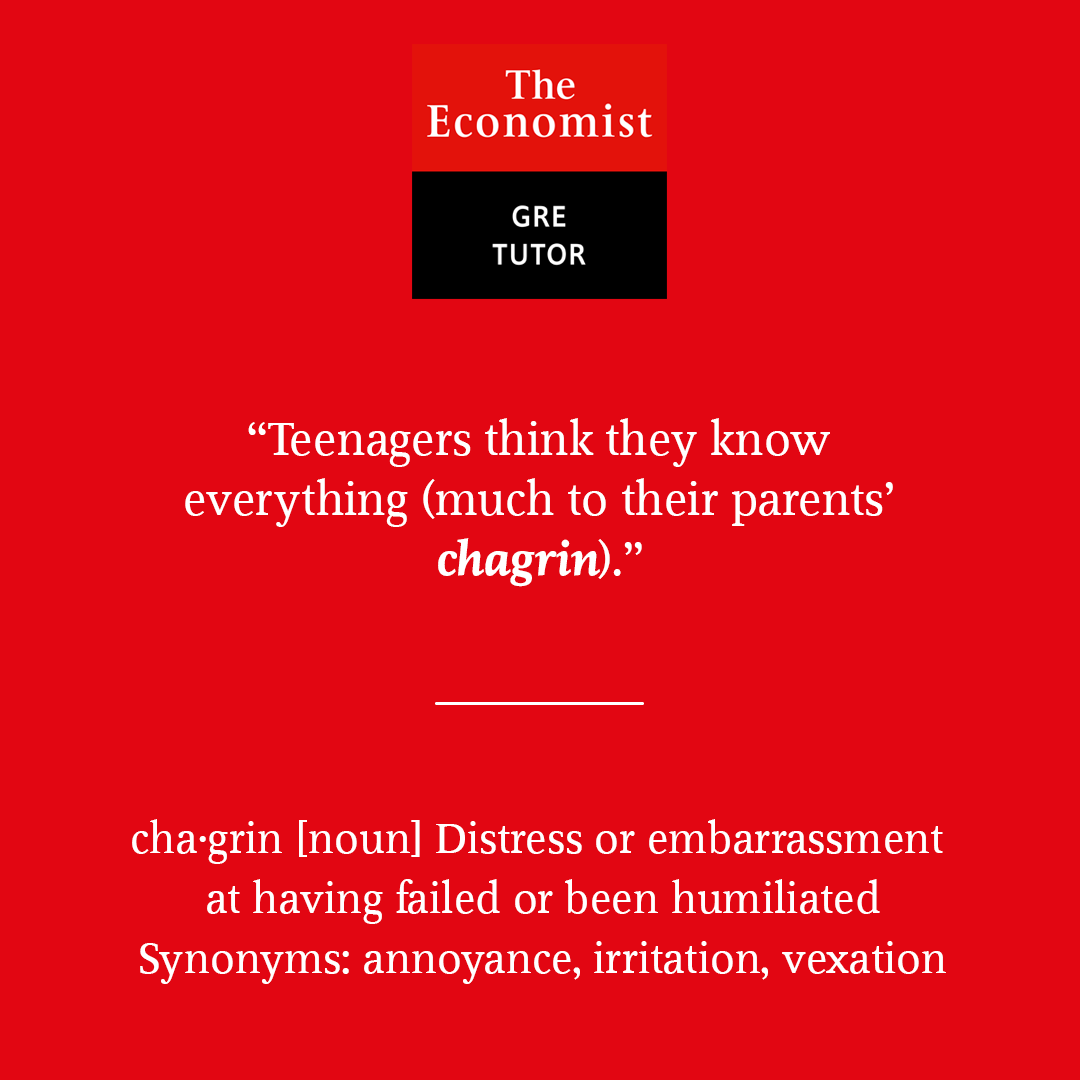 The
Economist
GRE
TUTOR
“Teenagers think they know
everything (much to their parents’
chagrin).”
cha·grin [noun] Distress or embarrassment
at having failed or been humiliated
Synonyms: annoyance, irritation, vexation